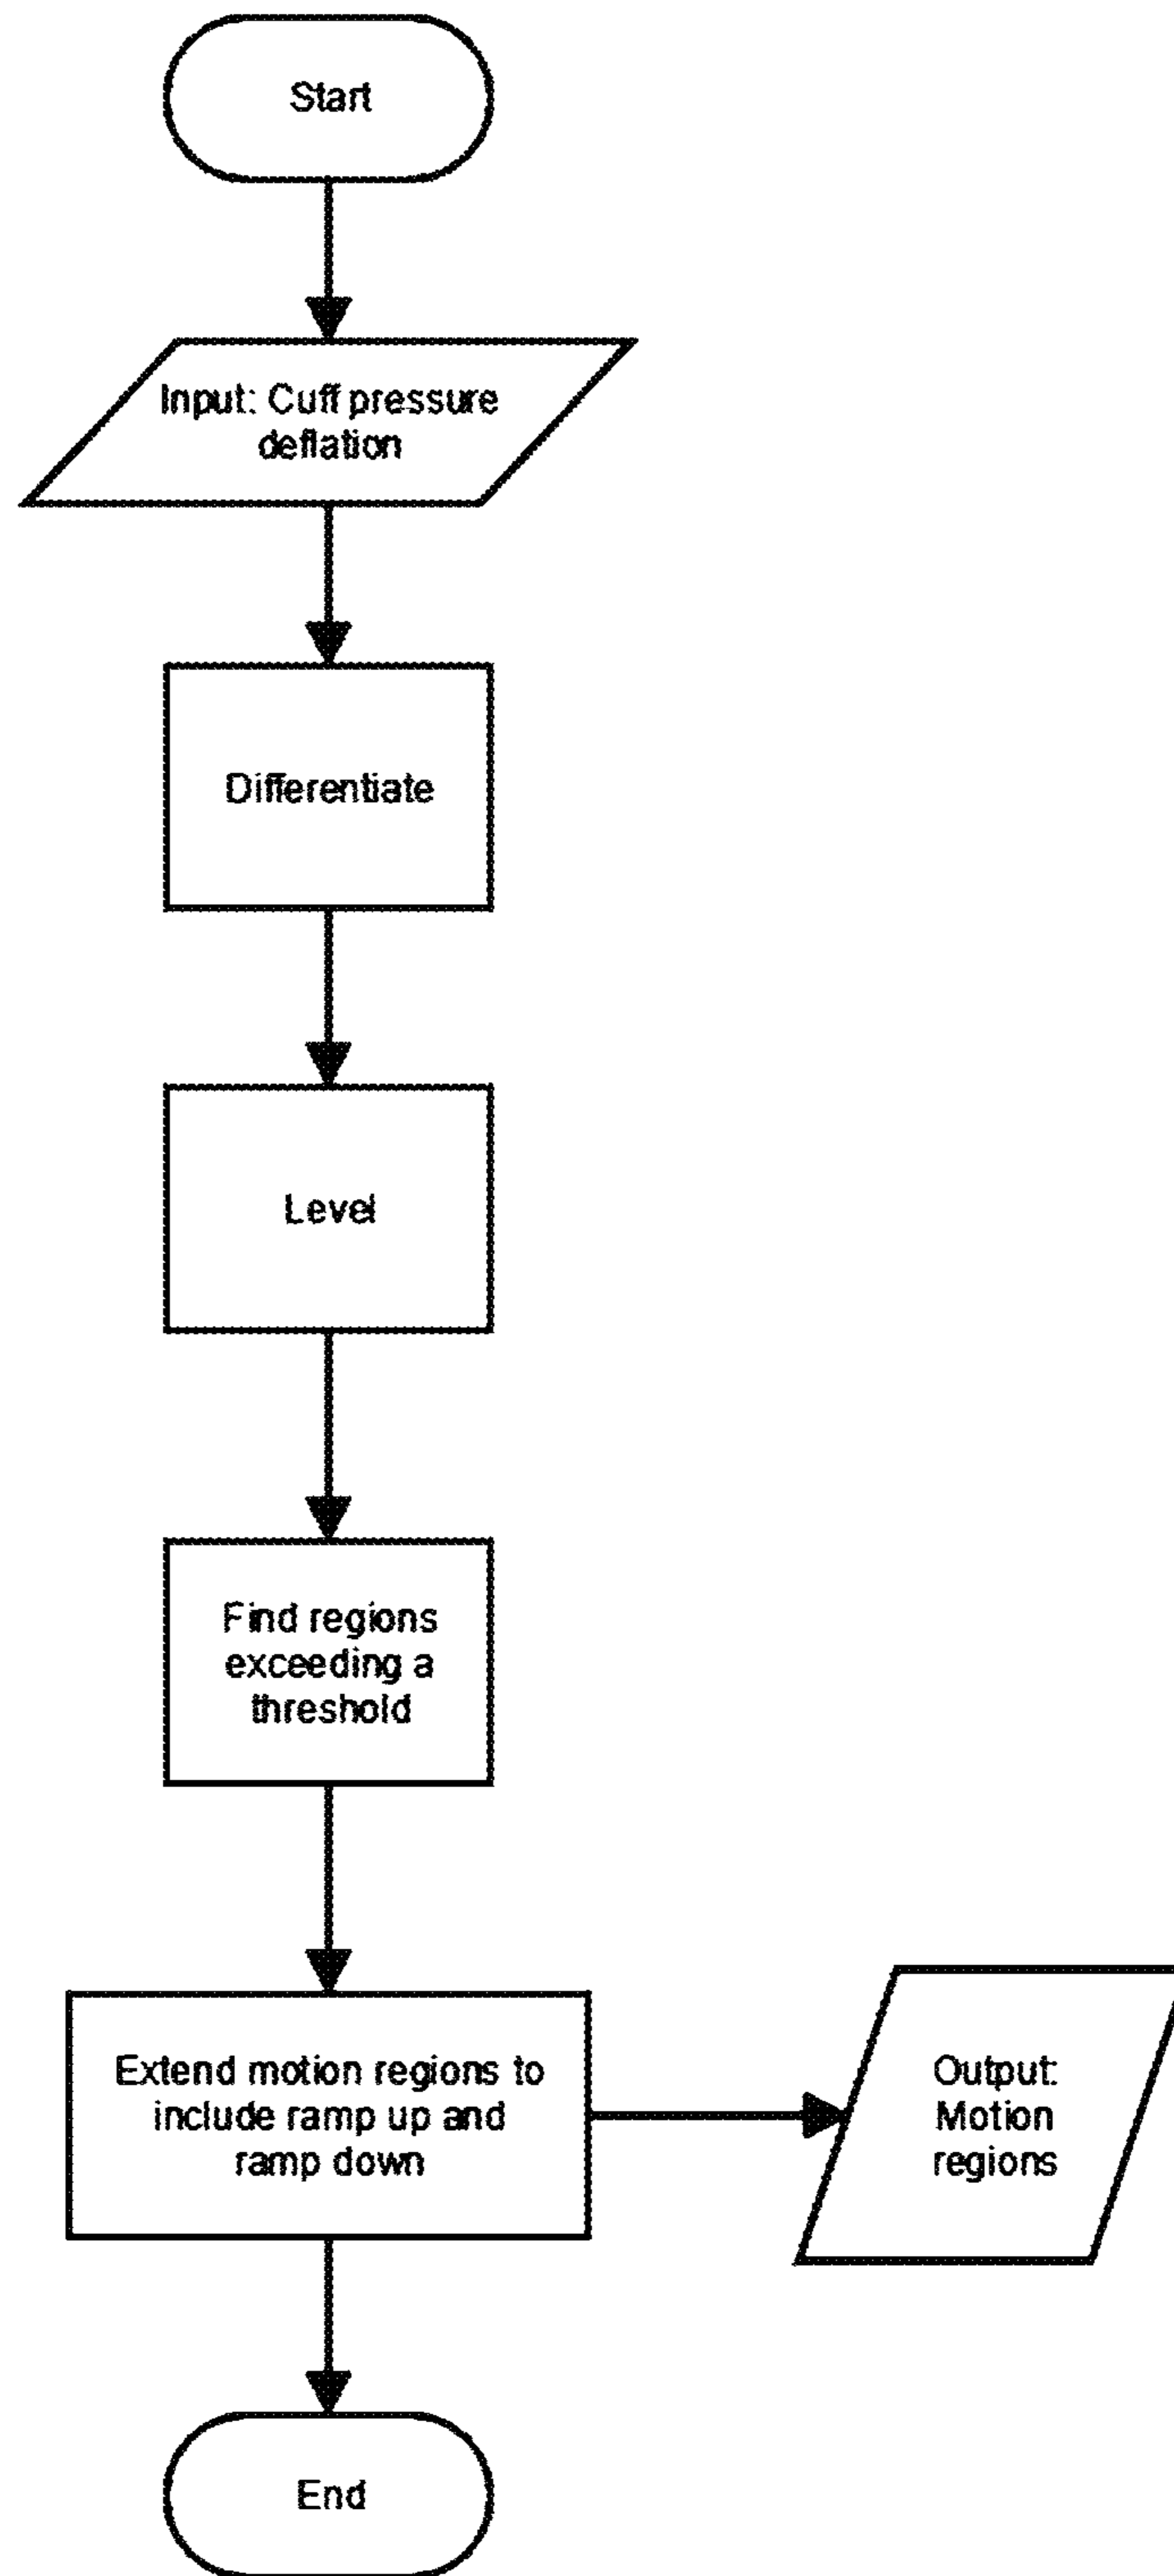 Start
Input: Cuff pressure
deflation
Differentiate
Level
Find regions
exceeding a
threshold
Extend motion regions to
include ramp up and
ramp down
Output:
Motion
regions
End